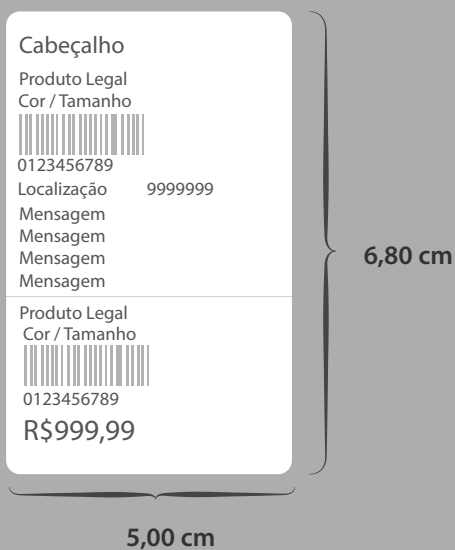 Cabeçalho
Produto Legal
Cor / Tamanho
0123456789
Localização 9999999
Mensagem
Mensagem
Mensagem
Mensagem
Produto Legal
Cor / Tamanho
0123456789
R$999,99
6,80 cm
5,00 cm